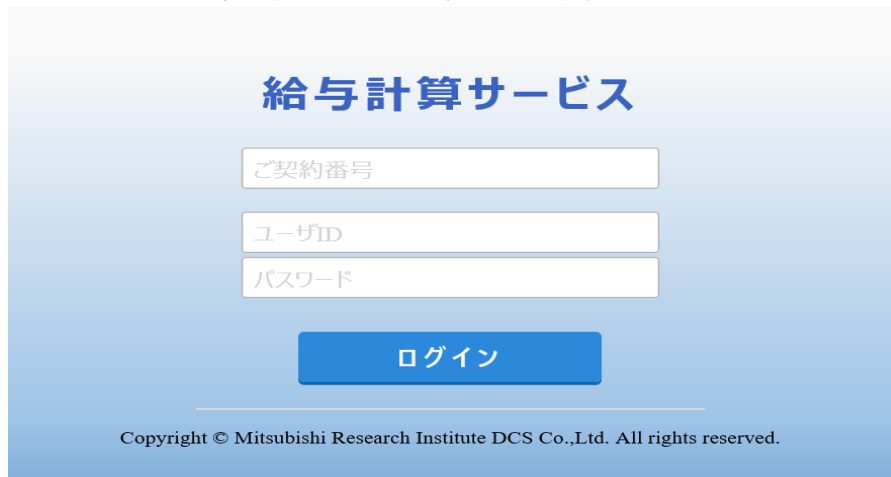 給与計算サービス
ご契約番号
ユーザID
パスワード
ログイン
Copyright © Mitsubishi Research Institute DCS Co.,Ltd. All rights reserved.